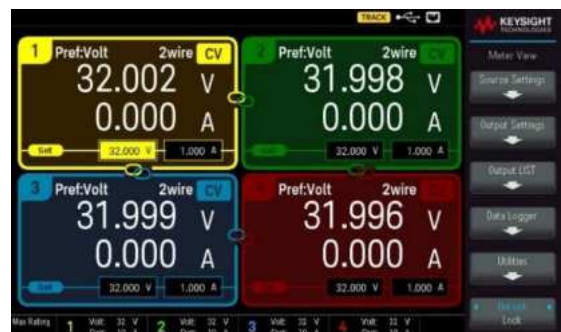 TRACK
KEYSIGHT
TECHNOLOGIES
Meter View
Source Settings
Output Settings
Output LIST
Data Logger
Utilities
Lock
1 Pref:Volt 2wire CV
32.002 V
0.000 A
Set 32.000 V 1.000 A
2 Pref:Volt 2wire CV
31.998 V
0.000 A
32.000 V 1.000 A
3 Pref:Volt 2wire CV
31.999 V
0.000 A
32.000 V 1.000 A
Pref:Volt 2wire
31.996 V
0.000 A
32.000 V 1.000 A
Max Rating 1 Volt: 32 V 2 Volt: 32 V 3 Volt: 32 V 4 Volt: 32 V